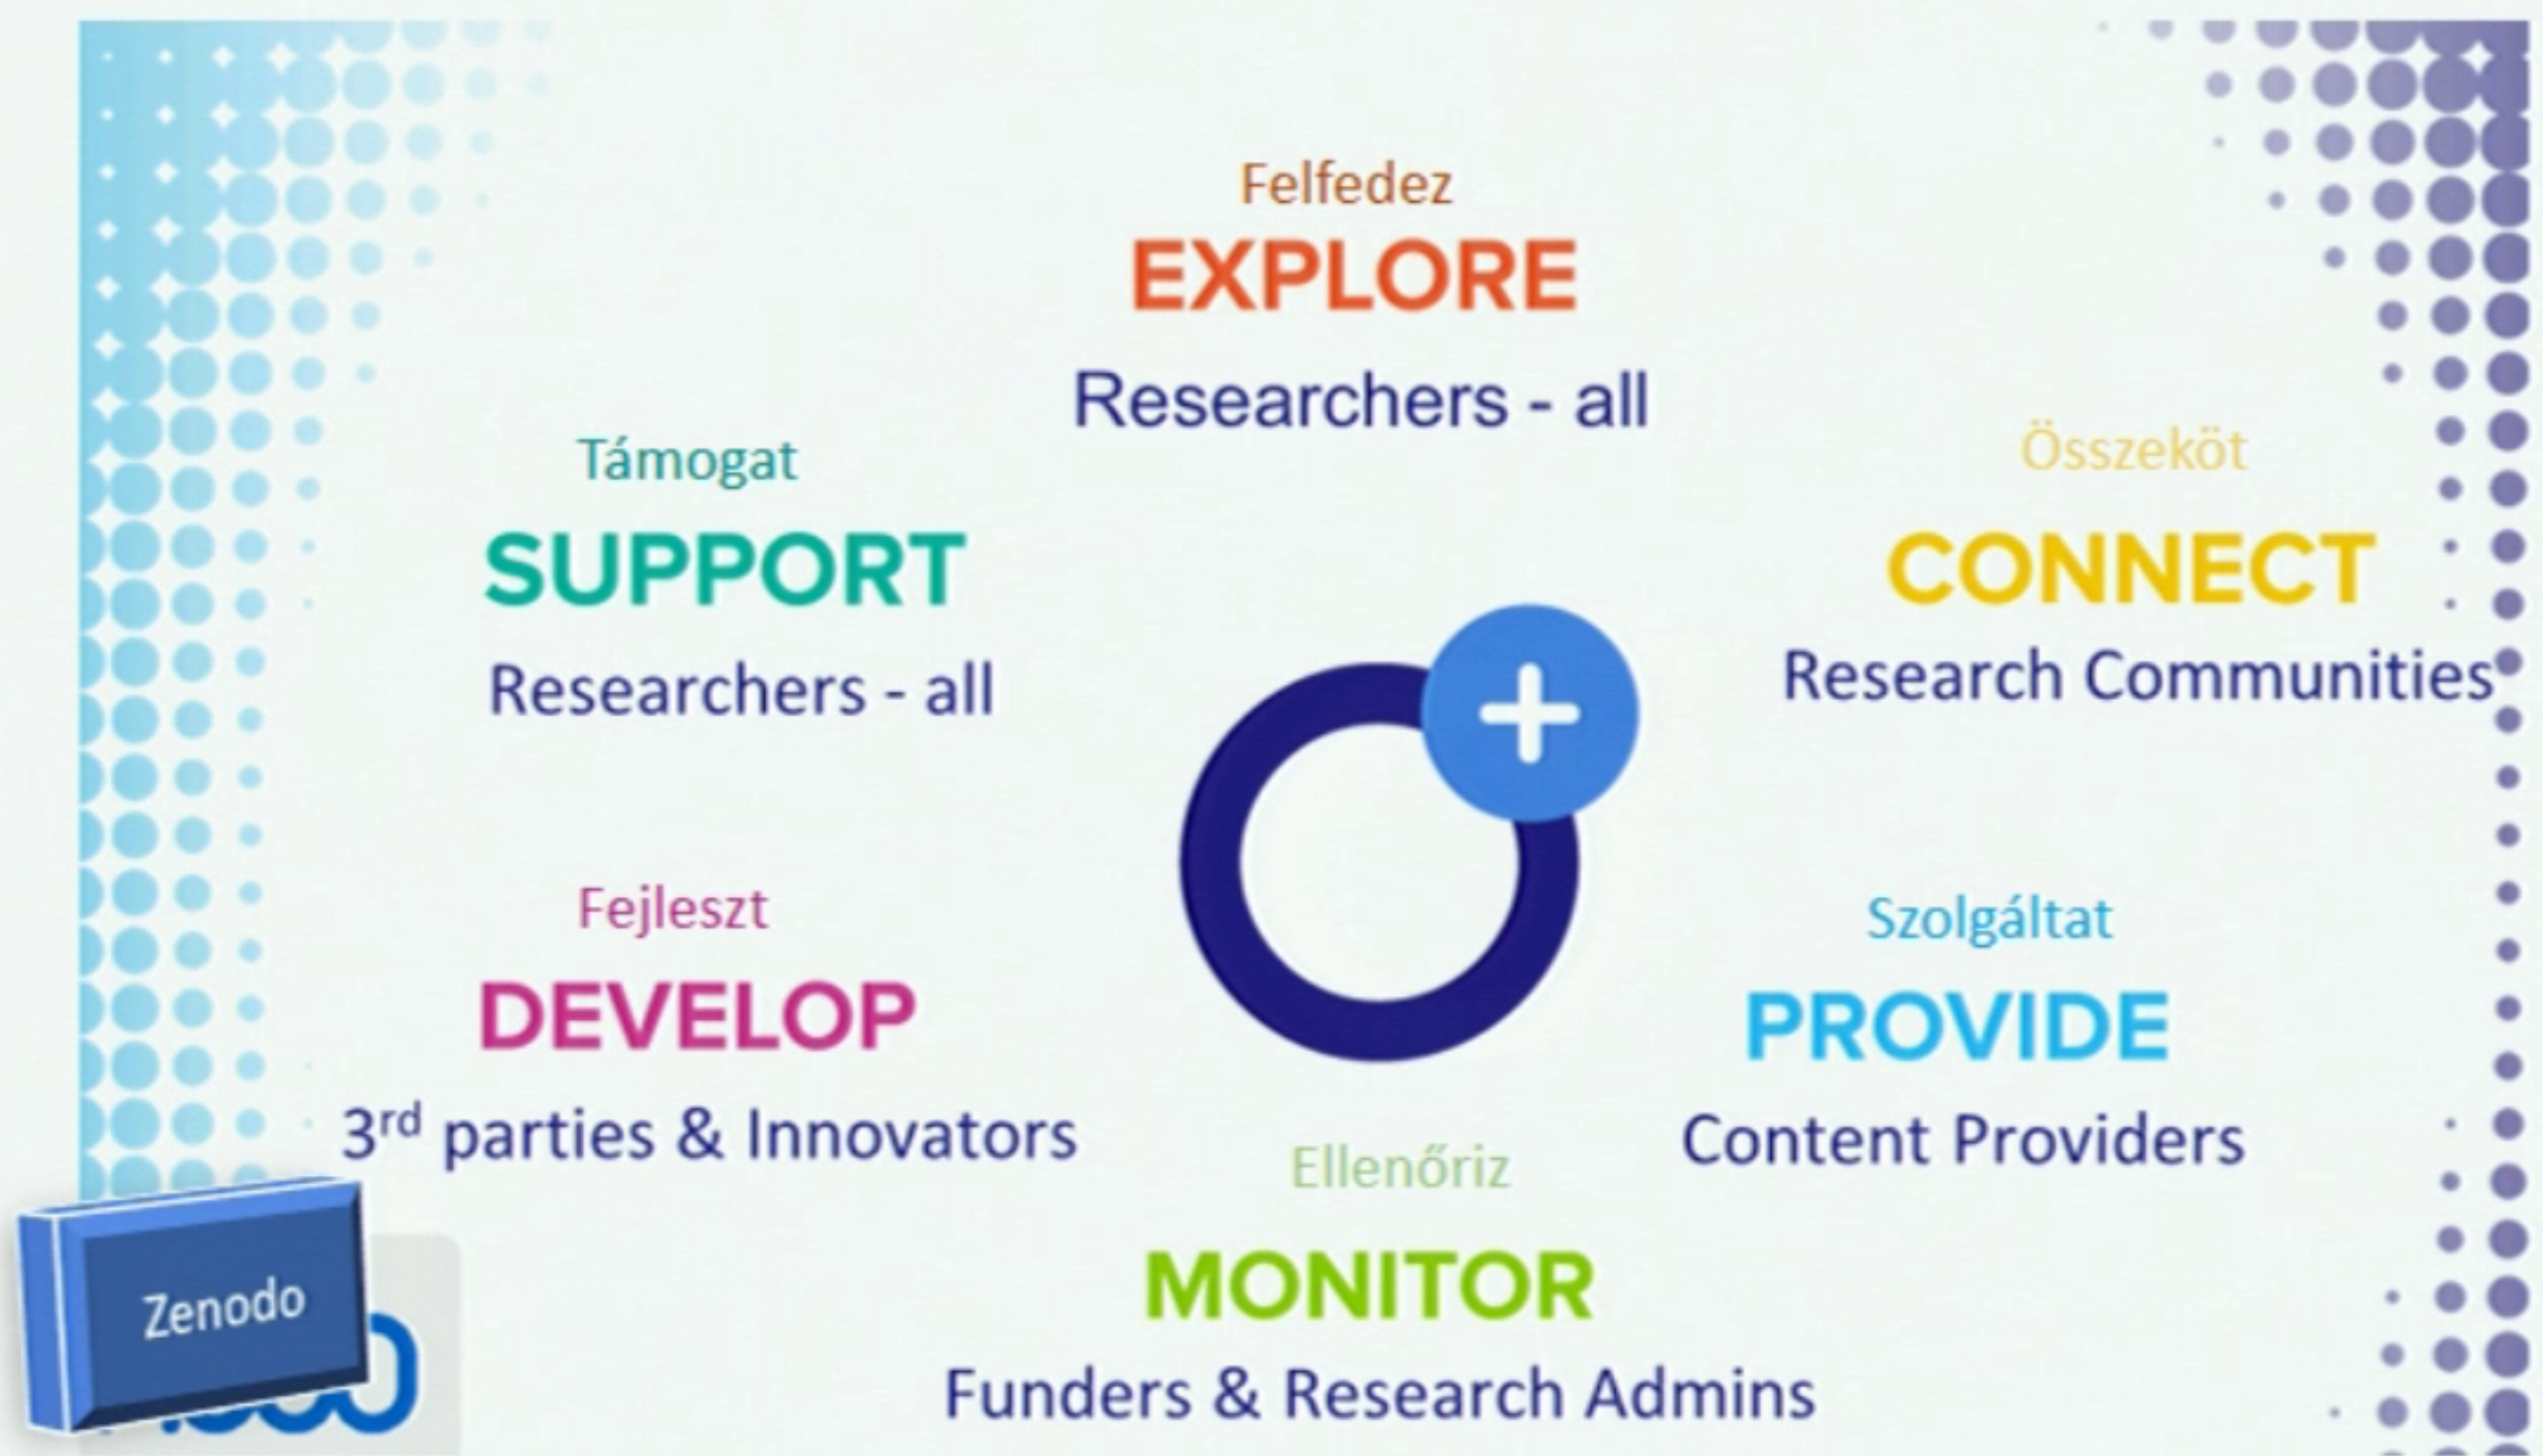 Felfedez
EXPLORE
Researchers - all
Támogat
SUPPORT
Researchers - all
Összeköt
CONNECT
Research Communities
Fejleszt
DEVELOP
3rd parties & Innovators
Szolgáltat
PROVIDE
Content Providers
Ellenőriz
MONITOR
Funders & Research Admins
Zenodo